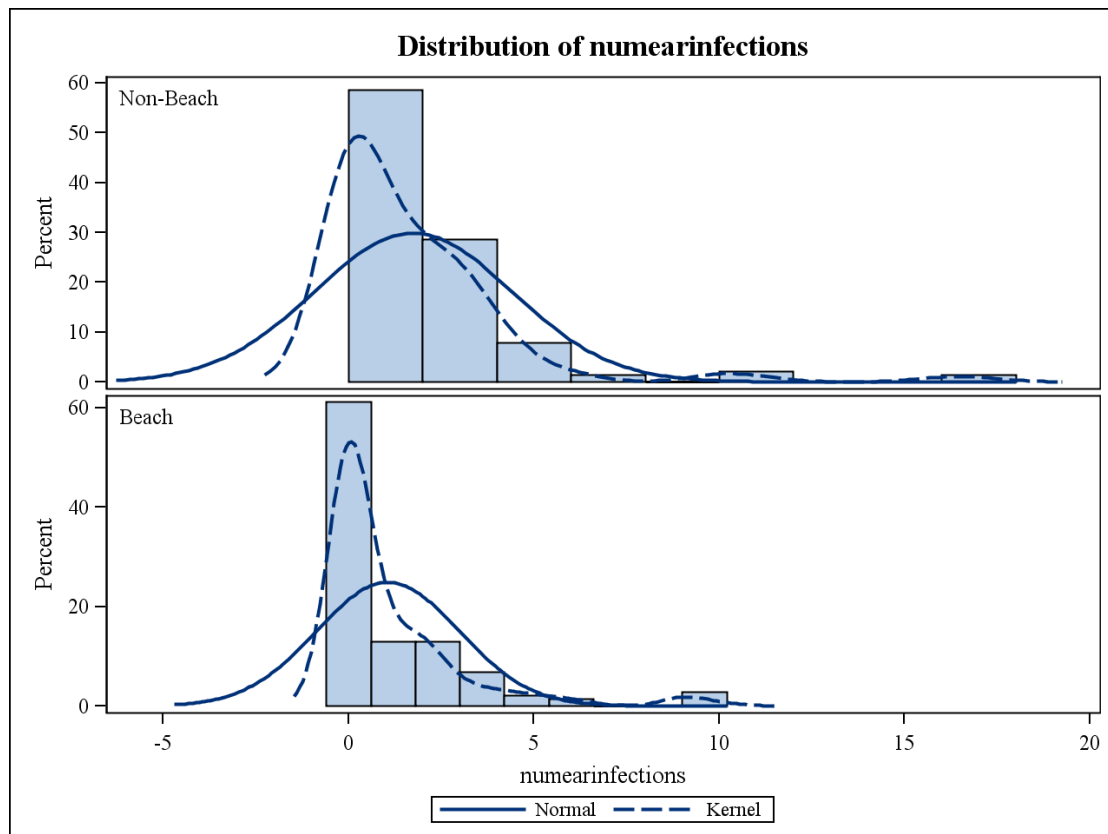 Distribution of numearinfections
Non-Beach
60
50
40
30
20
10
0
Percent
Beach
60
40
20
0
Percent
-5 0 5 10 15 20
numearinfections
Normal Kernel